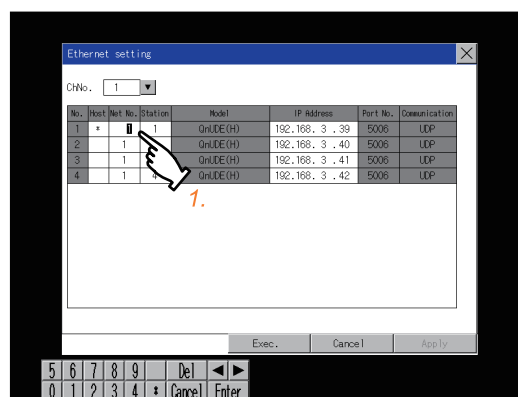 Ethernet setting
ChNo. 1
No. Host Net No. Station Model IP Address Port No. Communication
1 * 1 1 QnUDE(H) 192.168. 3 .39 5006 UDP
2 1 QnUDE(H) 192.168. 3 .40 5006 UDP
3 1 QnUDE(H) 192.168. 3 .41 5006 UDP
4 1 4 QnUDE(H) 192.168. 3 .42 5006 UDP
1.
Exec. Cancel Apply
5 6 7 8 9 Del
0 1 2 3 4 * Cancel Enter